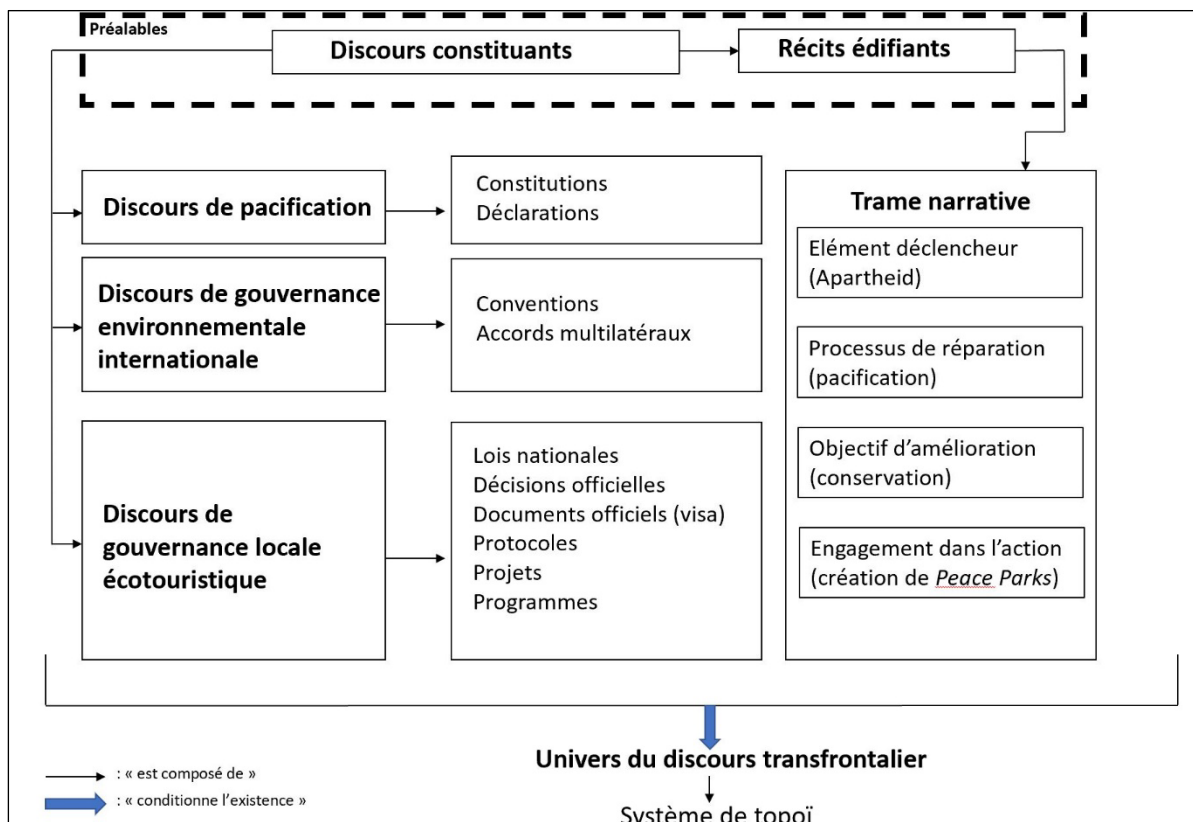 Préalables
Discours constituants
Récits édifiants
Discours de pacification
Constitutions
Déclarations
Discours de gouvernance
environnementale
internationale
Conventions
Accords multilatéraux
Discours de
gouvernance locale
écotouristique
Lois nationales
Décisions officielles
Documents officiels (visa)
Protocoles
Projets
Programmes
Trame narrative
Elément déclencheur
(Apartheid)
Processus de réparation
(pacification)
Objectif d’amélioration
(conservation)
Engagement dans l’action
(création de Peace Parks)
Univers du discours transfrontalier
Système de topoï
: « est composé de »
: « conditionne l’existence »